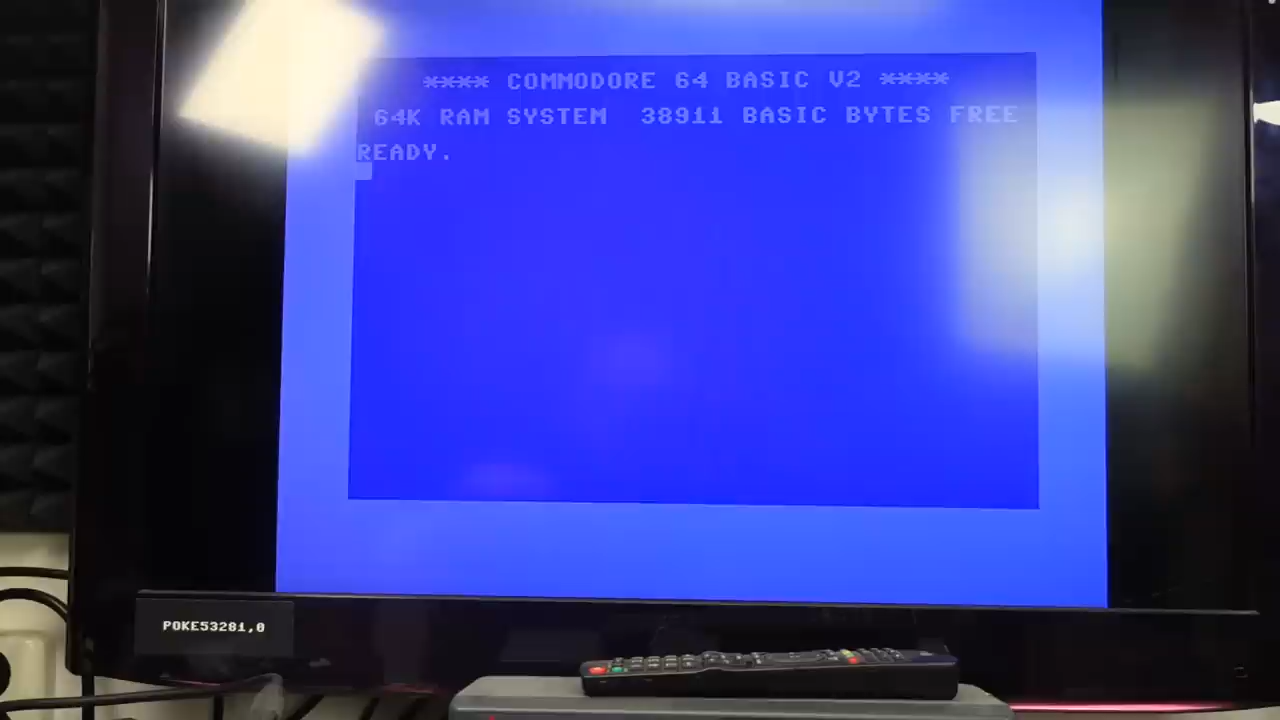 **** COMMODORE 64 BASIC V2 ****
64K RAM SYSTEM 38911 BASIC BYTES FREE
READY.
POKE53281,0